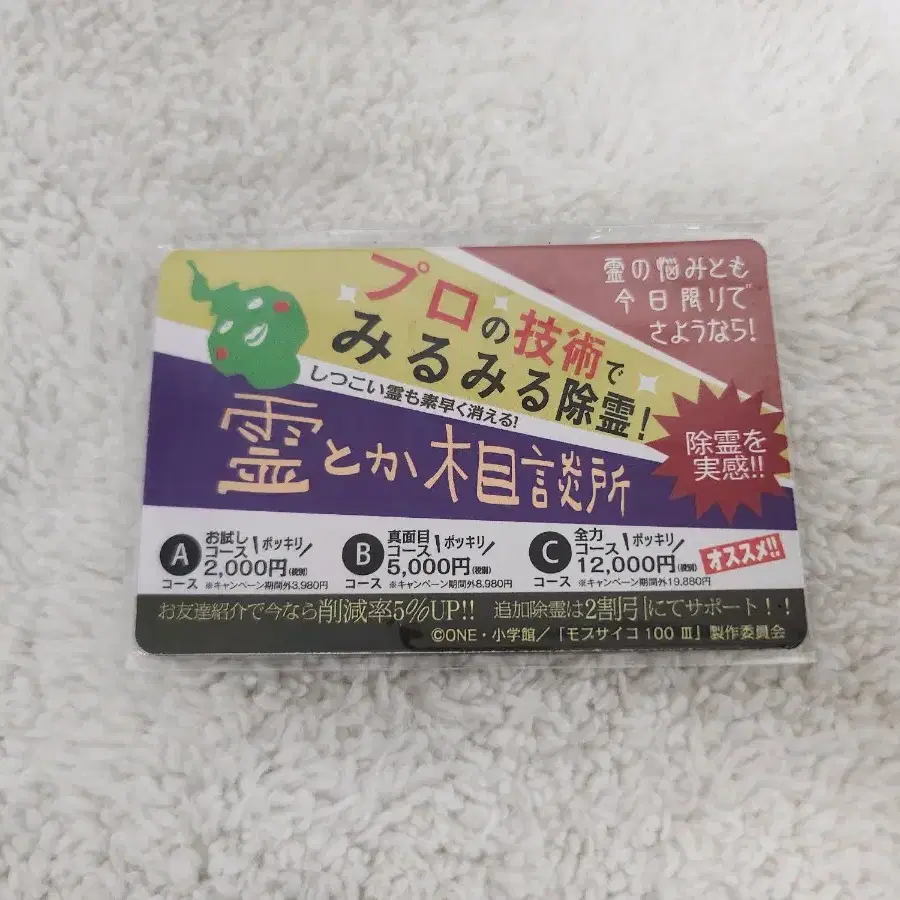 霊の悩みとも
今日限りで
さようなら!
プロの技術で
みるみる除霊!
しつこい霊も素早く消える!
霊とか相談所
除霊を
実感!!
A
コース
お試し
コース
ポッキリ
2,000円(税別)
※キャンペーン期間外3,980円
B
コース
真面目
コース
ポッキリ
5,000円(税別)
※キャンペーン期間外8,980円
C
コース
全力
コース
ポッキリ
12,000円(税別)
※キャンペーン期間外19,880円
オススメ!!
お友達紹介で今なら削減率5%UP!! 追加除霊は2割引にてサポート!!
©ONE・小学館/「モブサイコ100 Ⅲ」製作委員会